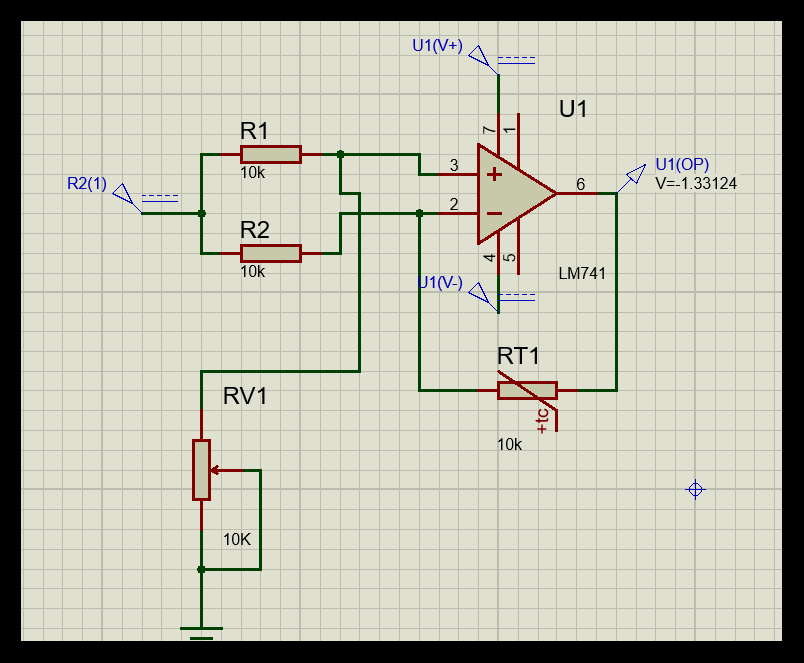 U1(V+)
U1
7
1
R1
10k
3
+
6
U1(OP)
V=-1.33124
R2(1)
2
−
R2
10k
4
5
LM741
U1(V-)
RT1
+tc
10k
RV1
10K